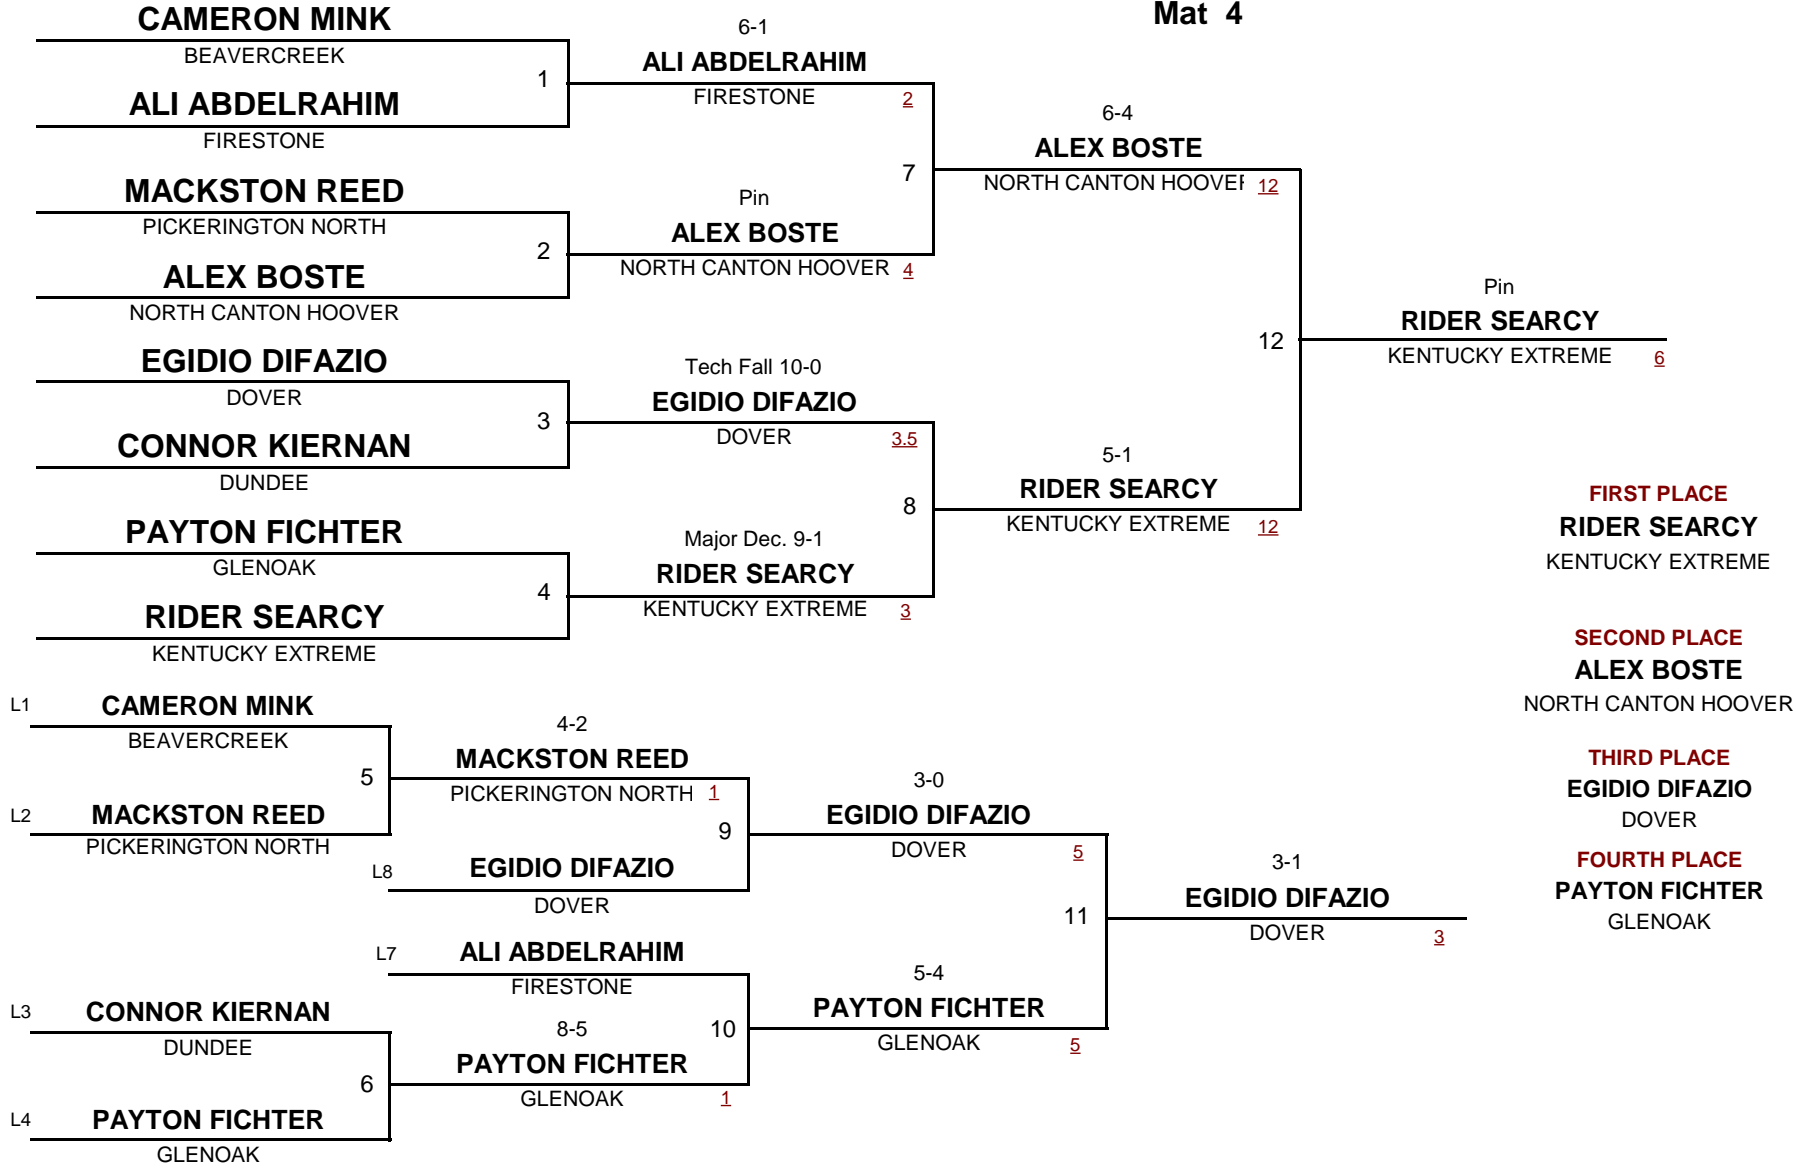 Mat 4
CAMERON MINK
BEAVERCREEK
1
ALI ABDELRAHIM
FIRESTONE
MACKSTON REED
PICKERINGTON NORTH
2
ALEX BOSTE
NORTH CANTON HOOVER
EGIDIO DIFAZIO
DOVER
3
CONNOR KIERNAN
DUNDEE
PAYTON FICHTER
GLENOAK
4
RIDER SEARCY
KENTUCKY EXTREME
6-1
ALI ABDELRAHIM
FIRESTONE 2
7
Pin
ALEX BOSTE
NORTH CANTON HOOVER 4
Tech Fall 10-0
EGIDIO DIFAZIO
DOVER 3.5
8
Major Dec. 9-1
RIDER SEARCY
KENTUCKY EXTREME 3
6-4
ALEX BOSTE
NORTH CANTON HOOVER 12
12
5-1
RIDER SEARCY
KENTUCKY EXTREME 12
Pin
RIDER SEARCY
KENTUCKY EXTREME 6
FIRST PLACE
RIDER SEARCY
KENTUCKY EXTREME
SECOND PLACE
ALEX BOSTE
NORTH CANTON HOOVER
THIRD PLACE
EGIDIO DIFAZIO
DOVER
FOURTH PLACE
PAYTON FICHTER
GLENOAK
L1 CAMERON MINK
BEAVERCREEK
5
L2 MACKSTON REED
PICKERINGTON NORTH
L3 CONNOR KIERNAN
DUNDEE
6
L4 PAYTON FICHTER
GLENOAK
4-2
MACKSTON REED
PICKERINGTON NORTH 1
9
L8 EGIDIO DIFAZIO
DOVER
L7 ALI ABDELRAHIM
FIRESTONE
10
8-5
PAYTON FICHTER
GLENOAK 1
3-0
EGIDIO DIFAZIO
DOVER 5
11
5-4
PAYTON FICHTER
GLENOAK 5
3-1
EGIDIO DIFAZIO
DOVER 3